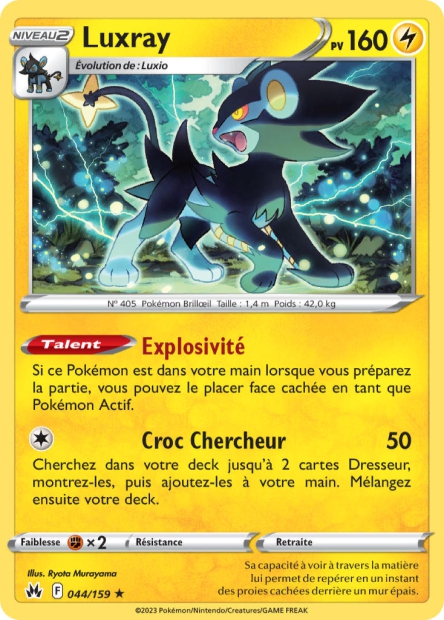 NIVEAU 2
Luxray
PV 160
Évolution de : Luxio
N° 405 Pokémon Brillœil Taille : 1,4 m Poids : 42,0 kg
Talent Explosivité
Si ce Pokémon est dans votre main lorsque vous préparez
la partie, vous pouvez le placer face cachée en tant que
Pokémon Actif.
Croc Chercheur 50
Cherchez dans votre deck jusqu'à 2 cartes Dresseur,
montrez-les, puis ajoutez-les à votre main. Mélangez
ensuite votre deck.
Faiblesse ×2 Résistance Retraite
Illus. Ryota Murayama
F 044/159 ★
Sa capacité à voir à travers la matière
lui permet de repérer en un instant
des proies cachées derrière un mur épais.
©2023 Pokémon/Nintendo/Creatures/GAME FREAK